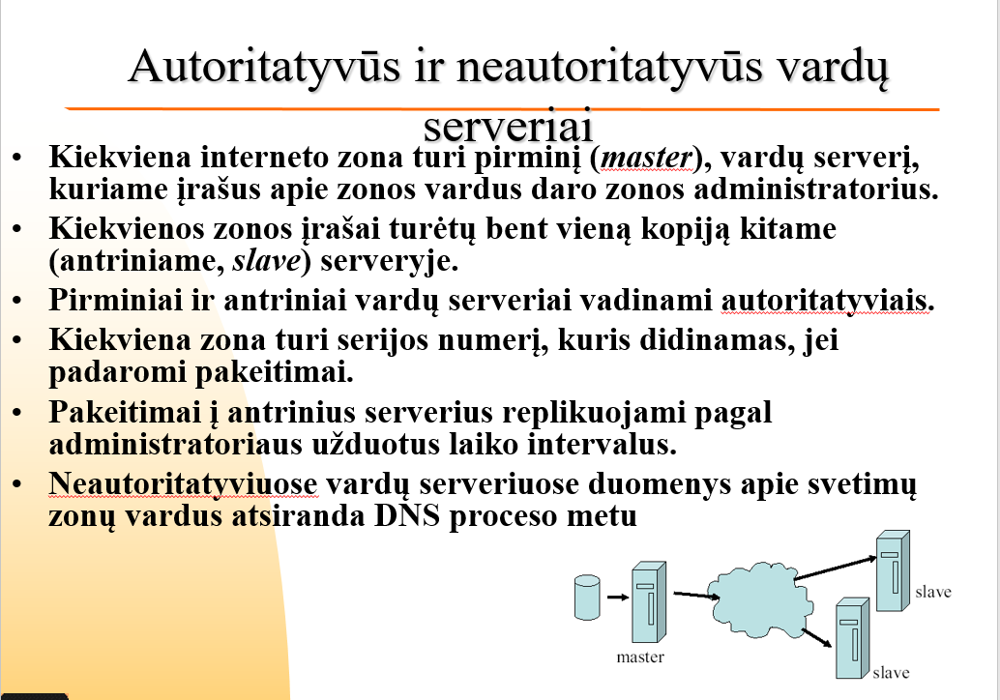 Autoritatyvūs ir neautoritatyvūs vardų
serveriai
• Kiekviena interneto zona turi pirminį (master), vardų serverį,
kuriame įrašus apie zonos vardus daro zonos administratorius.
• Kiekvienos zonos įrašai turėtų bent vieną kopiją kitame
(antriniame, slave) serveryje.
• Pirminiai ir antriniai vardų serveriai vadinami autoritatyviais.
• Kiekviena zona turi serijos numerį, kuris didinamas, jei
padaromi pakeitimai.
• Pakeitimai į antrinius serverius replikuojami pagal
administratoriaus užduotus laiko intervalus.
• Neautoritatyviuose vardų serveriuose duomenys apie svetimų
zonų vardus atsiranda DNS proceso metu
slave
master
slave